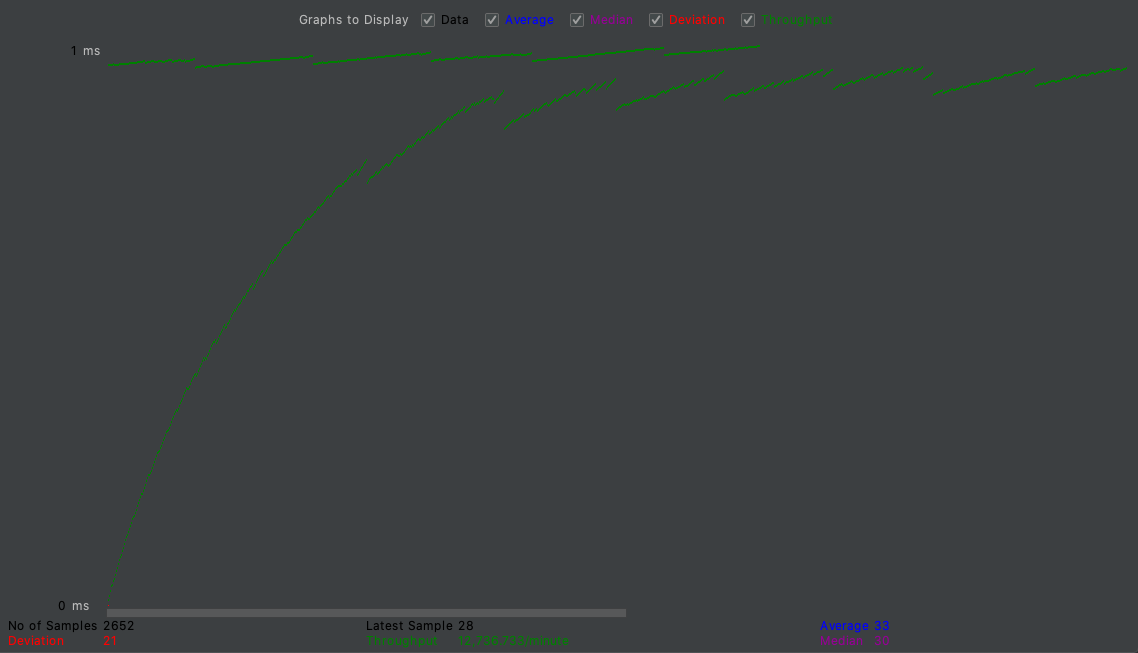 Graphs to Display Data Average Median Deviation Throughput
1 ms
0 ms
No of Samples 2652 Latest Sample 28 Average 33
Deviation 21 Throughput 12,736.733/minute Median